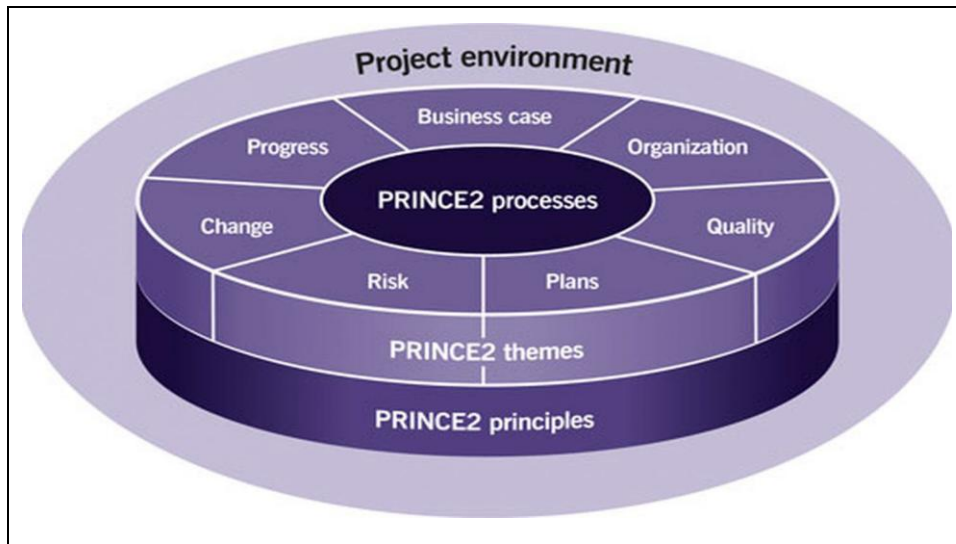 Project environment
Business case
Progress
Organization
PRINCE2 processes
Change
Quality
Risk
Plans
PRINCE2 themes
PRINCE2 principles